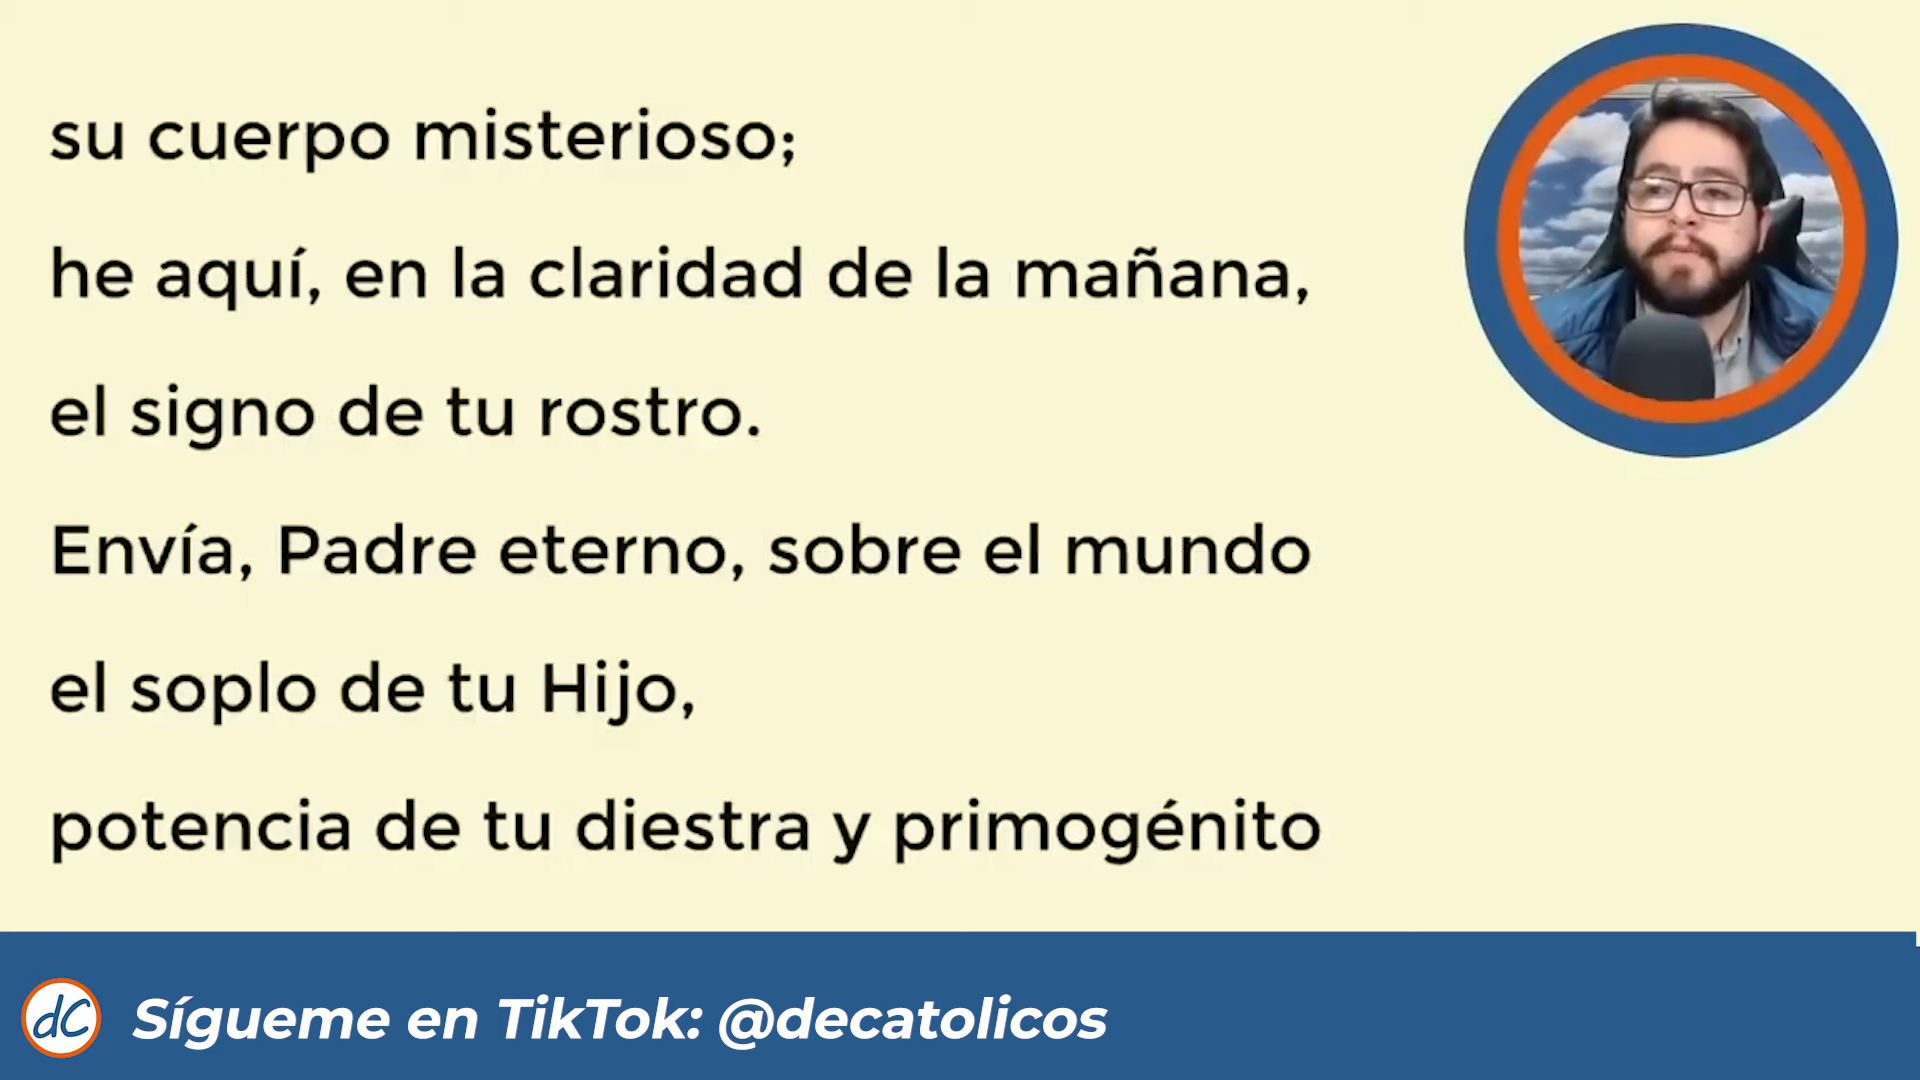 su cuerpo misterioso;
he aquí, en la claridad de la mañana,
el signo de tu rostro.
Envía, Padre eterno, sobre el mundo
el soplo de tu Hijo,
potencia de tu diestra y primogénito
dC Sígueme en TikTok: @decatolicos